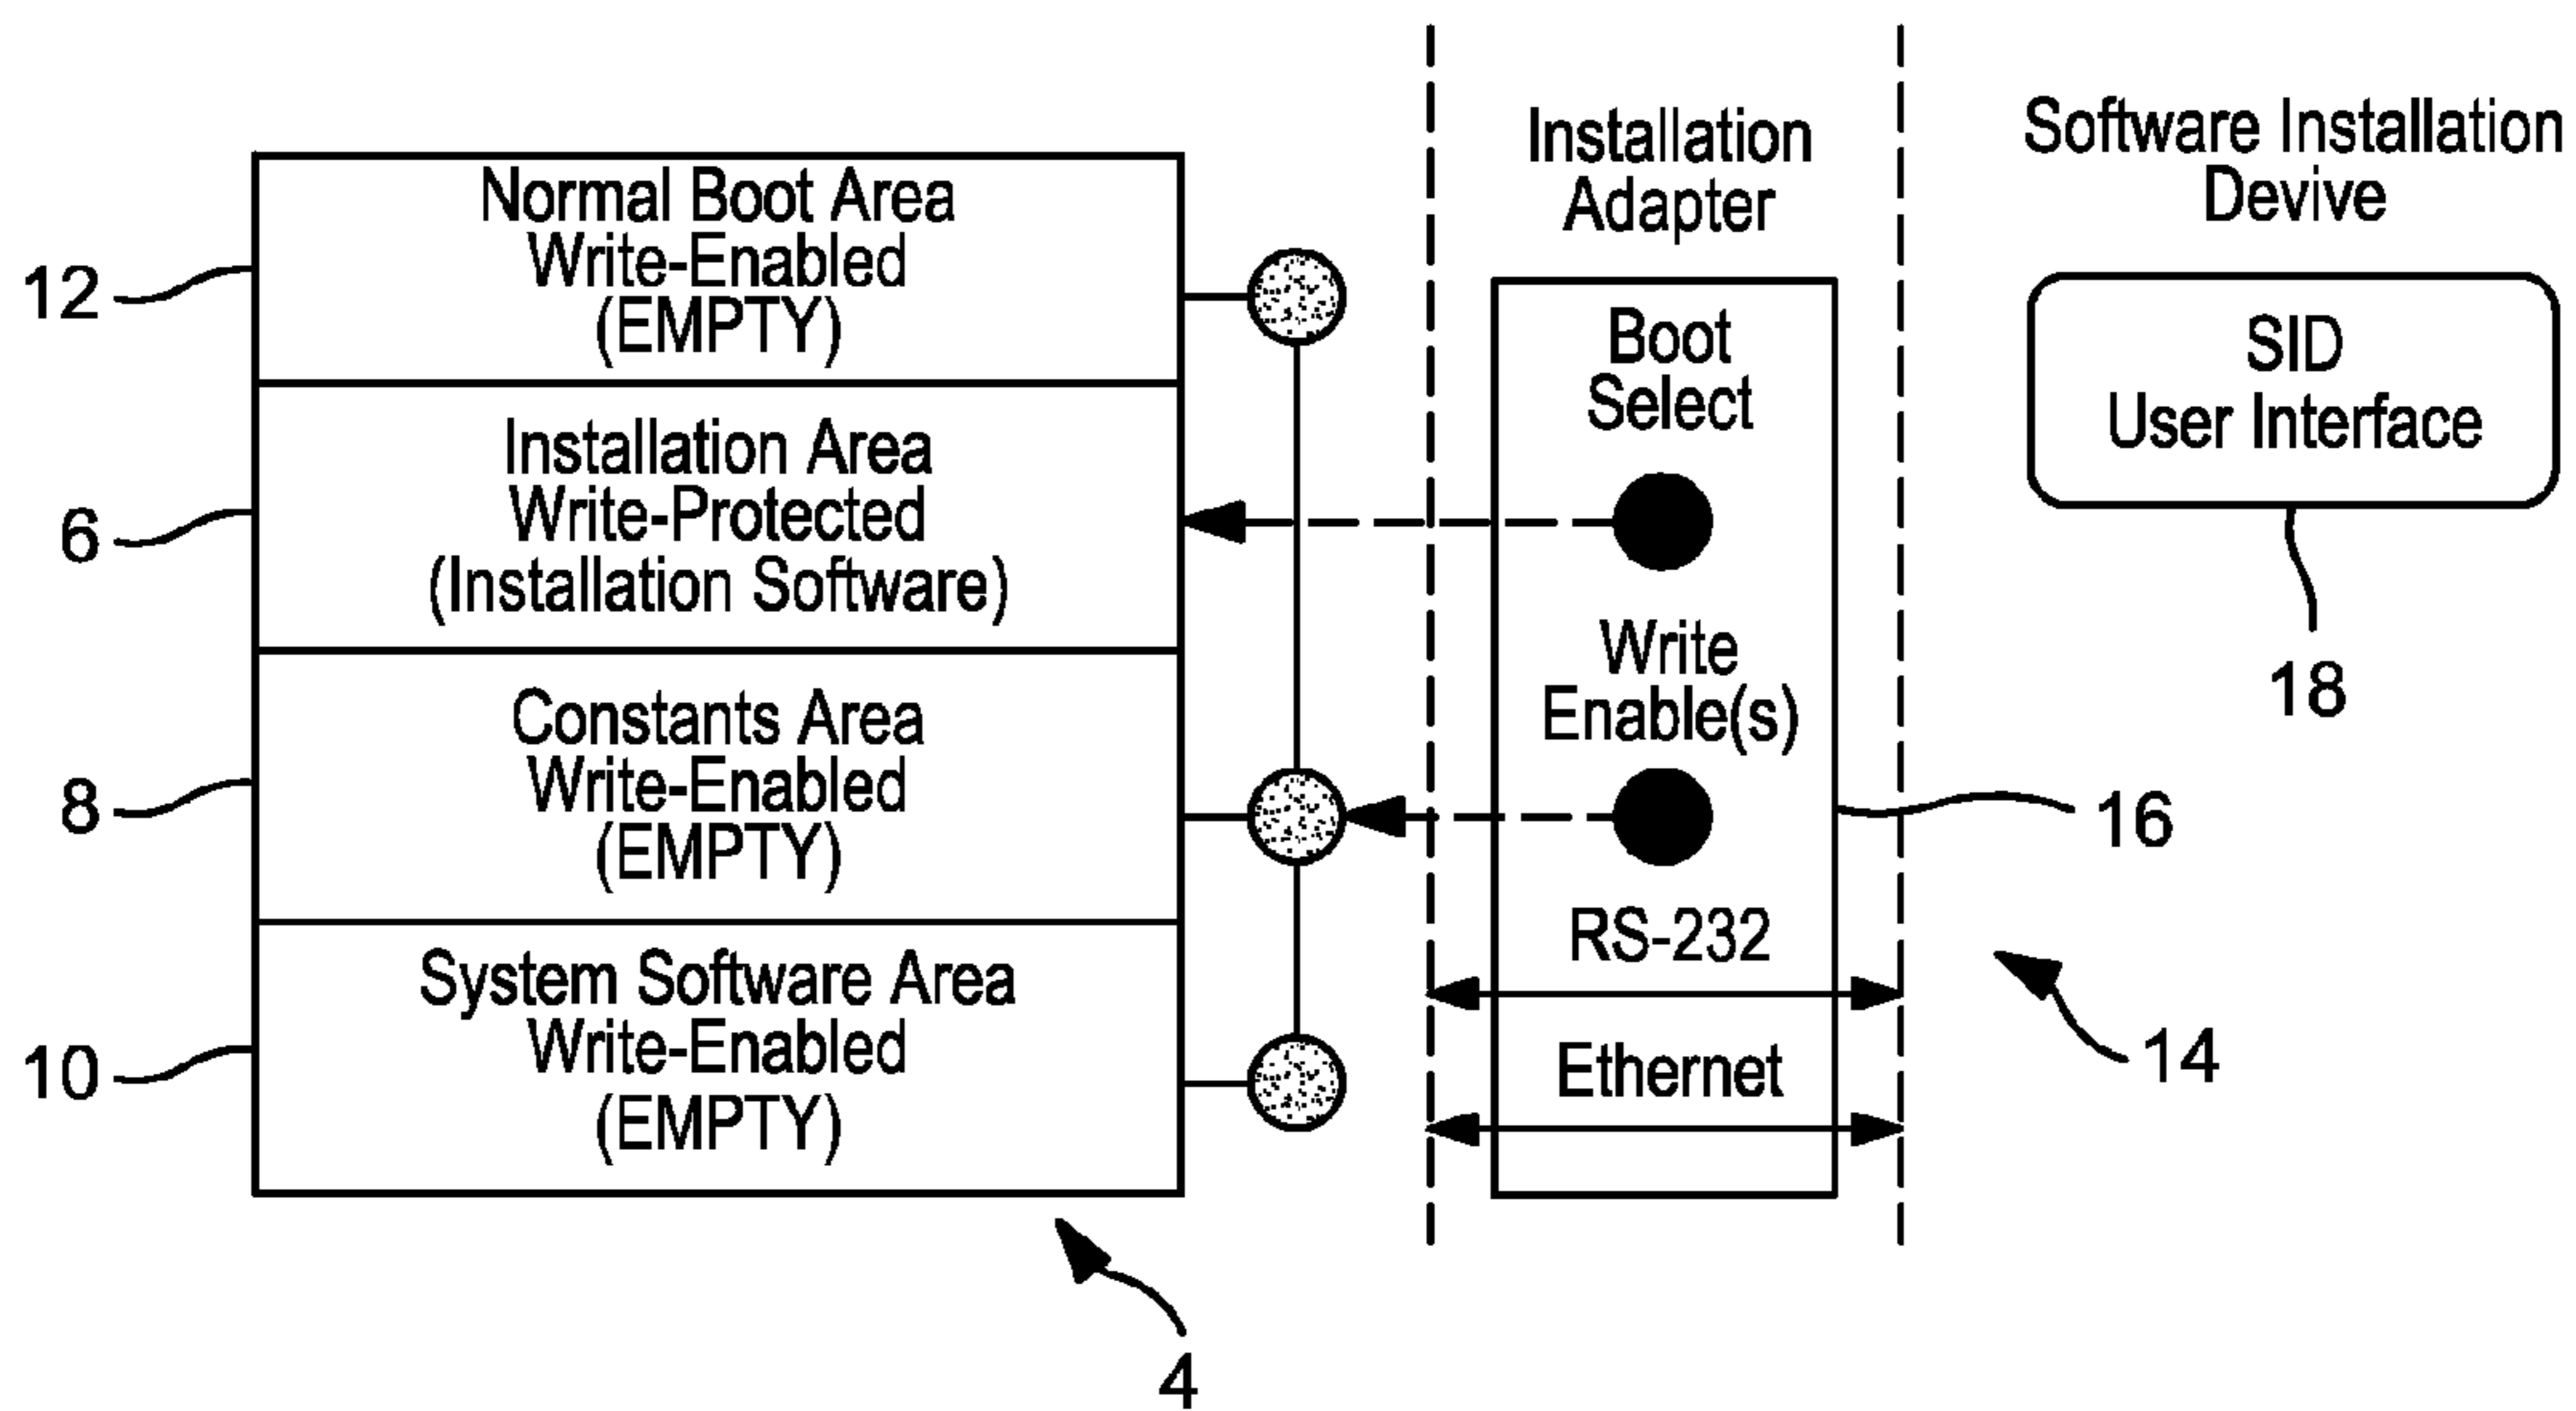 Normal Boot Area
Write-Enabled
(EMPTY)
12
Installation Area
Write-Protected
(Installation Software)
6
Constants Area
Write-Enabled
(EMPTY)
8
System Software Area
Write-Enabled
(EMPTY)
10
4
Installation
Adapter
Boot
Select
Write
Enable(s)
RS-232
Ethernet
16
Software Installation
Devive
SID
User Interface
18
14